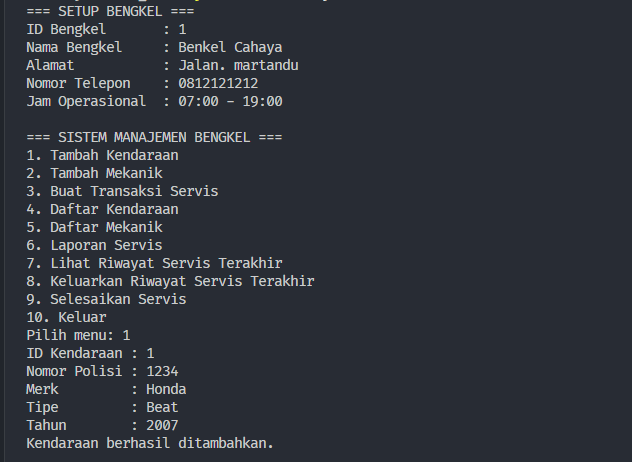 === SETUP BENGKEL ===
ID Bengkel       : 1
Nama Bengkel     : Benkel Cahaya
Alamat           : Jalan. martandu
Nomor Telepon    : 0812121212
Jam Operasional  : 07:00 - 19:00

=== SISTEM MANAJEMEN BENGKEL ===
1. Tambah Kendaraan
2. Tambah Mekanik
3. Buat Transaksi Servis
4. Daftar Kendaraan
5. Daftar Mekanik
6. Laporan Servis
7. Lihat Riwayat Servis Terakhir
8. Keluarkan Riwayat Servis Terakhir
9. Selesaikan Servis
10. Keluar
Pilih menu: 1
ID Kendaraan : 1
Nomor Polisi : 1234
Merk         : Honda
Tipe         : Beat
Tahun        : 2007
Kendaraan berhasil ditambahkan.